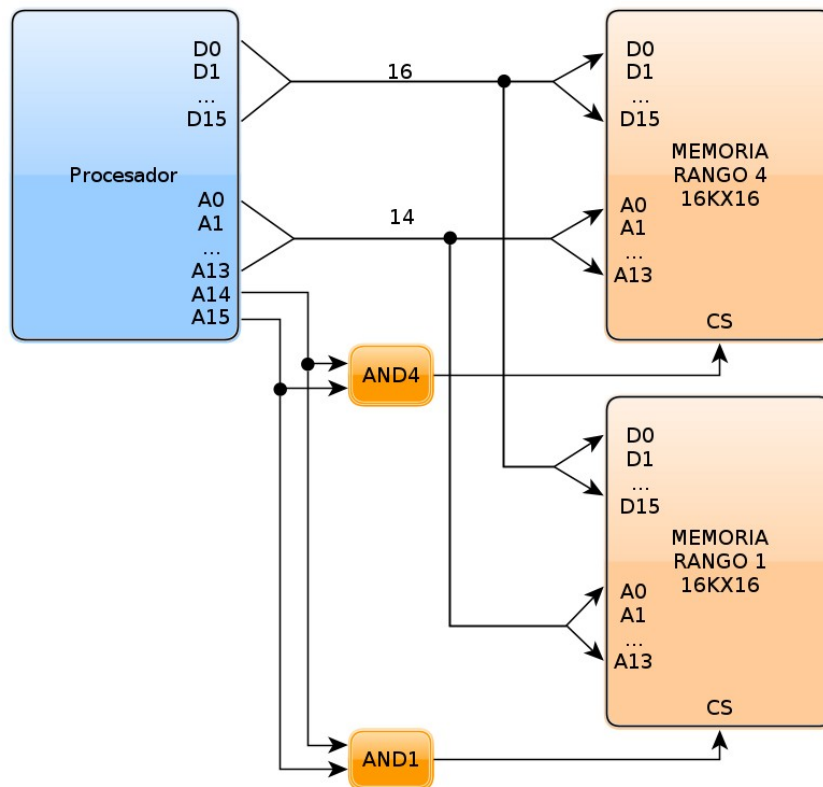 Procesador
D0
D1
...
D15
A0
A1
...
A13
A14
A15
16
14
D0
D1
...
D15
MEMORIA
RANGO 4
16KX16
A0
A1
...
A13
CS
AND4
D0
D1
...
D15
MEMORIA
RANGO 1
16KX16
A0
A1
...
A13
CS
AND1